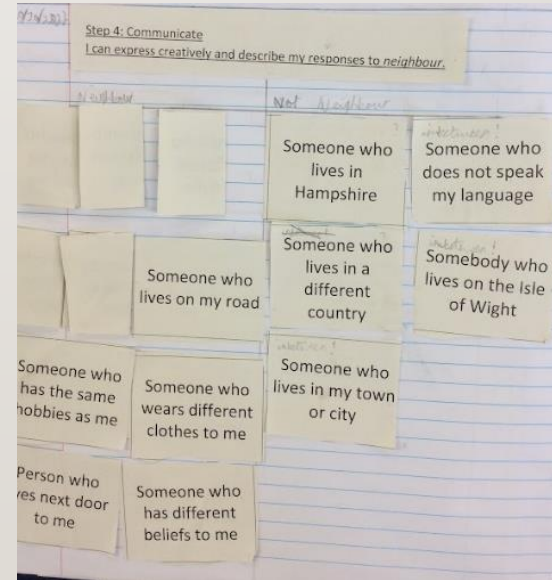 Step 4: Communicate
I can express creatively and describe my responses to neighbour.
Neighbour
Not Neighbour
Someone who
lives in
Hampshire
Someone who
does not speak
my language
Someone who
lives on my road
Someone who
lives in a
different
country
Somebody who
lives on the Isle
of Wight
Someone who
has the same
hobbies as me
Someone who
wears different
clothes to me
Someone who
lives in my town
or city
Person who
next door
to me
Someone who
has different
beliefs to me